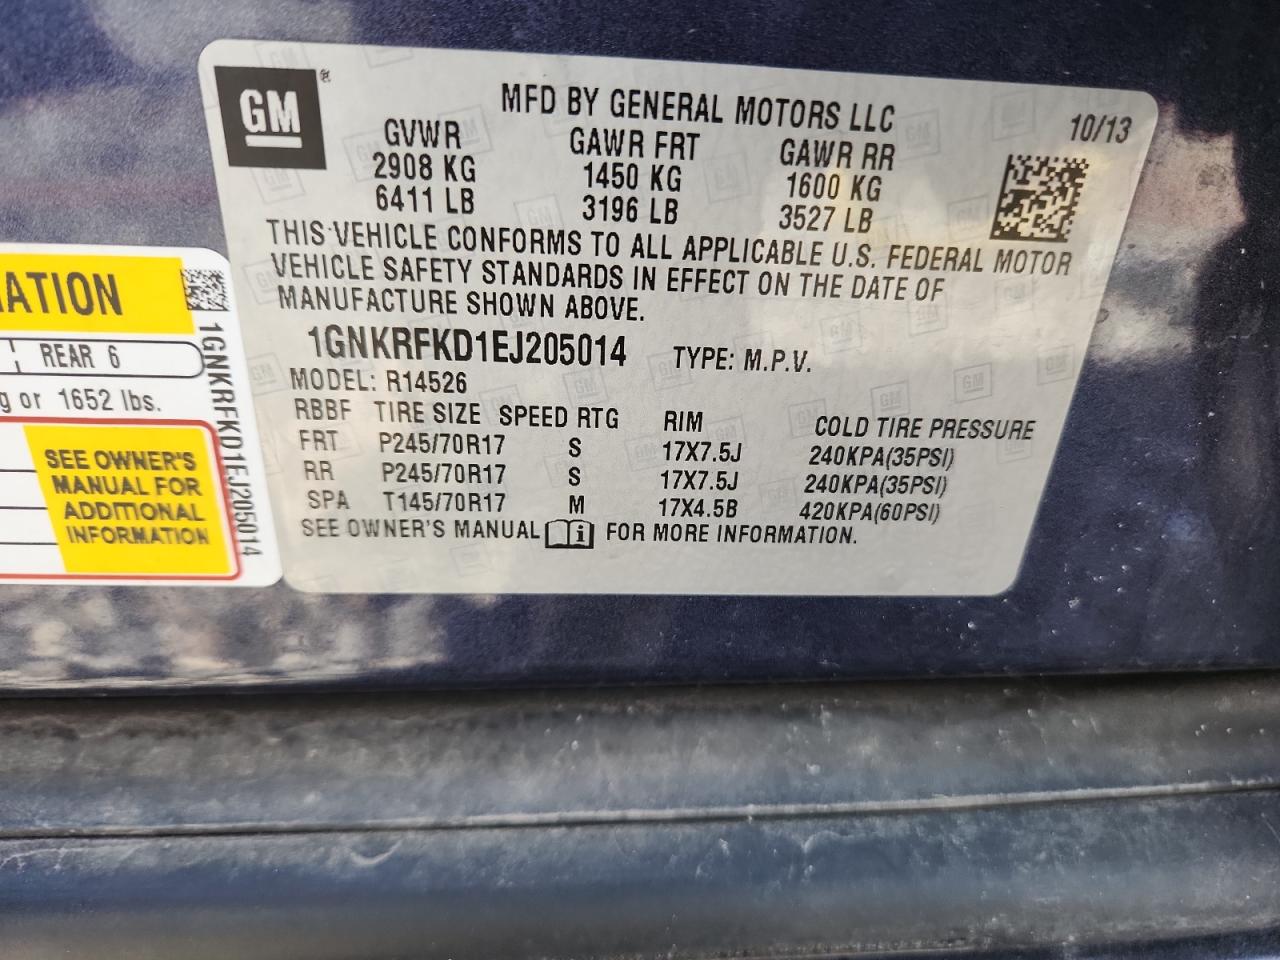 GM ®
MFD BY GENERAL MOTORS LLC
10/13
GVWR GAWR FRT GAWR RR
2908 KG 1450 KG 1600 KG
6411 LB 3196 LB 3527 LB
THIS VEHICLE CONFORMS TO ALL APPLICABLE U.S. FEDERAL MOTOR
VEHICLE SAFETY STANDARDS IN EFFECT ON THE DATE OF
MANUFACTURE SHOWN ABOVE.
1GNKRFKD1EJ205014 TYPE: M.P.V.
MODEL: R14526
RBBF TIRE SIZE SPEED RTG RIM COLD TIRE PRESSURE
FRT P245/70R17 S 17X7.5J 240KPA(35PSI)
RR P245/70R17 S 17X7.5J 240KPA(35PSI)
SPA T145/70R17 M 17X4.5B 420KPA(60PSI)
SEE OWNER'S MANUAL i FOR MORE INFORMATION.
ATION
REAR 6
g or 1652 lbs.
SEE OWNER'S
MANUAL FOR
ADDITIONAL
INFORMATION
1GNKRFKD1EJ205014